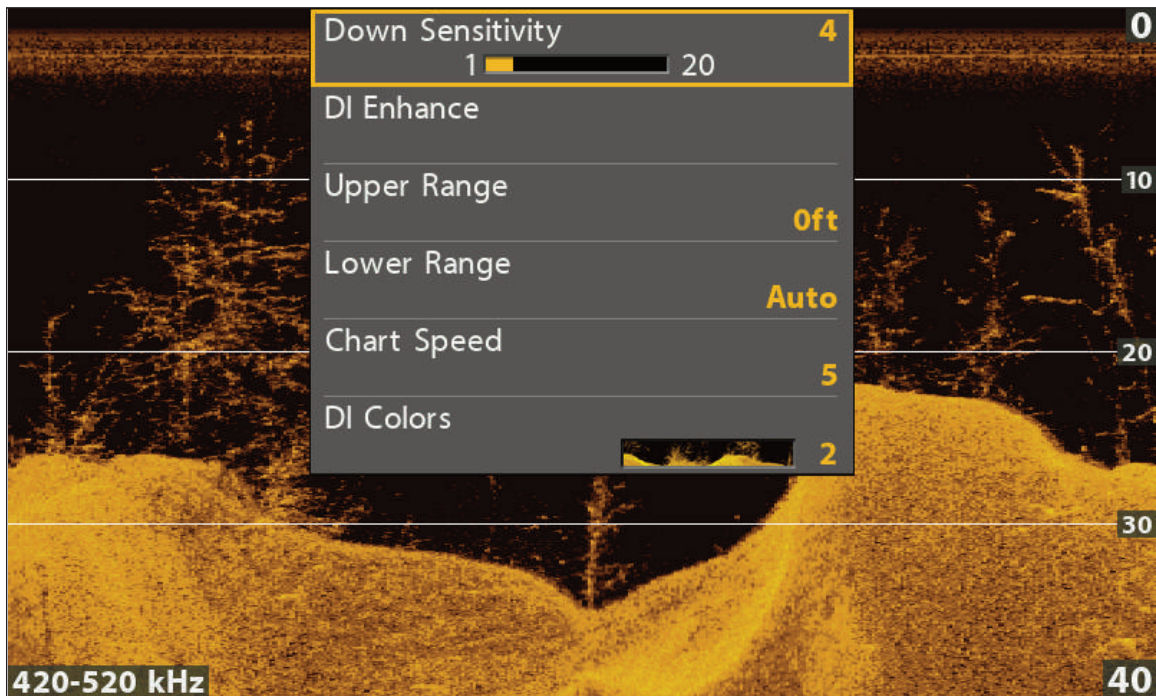 Down Sensitivity 4
1 20
DI Enhance
Upper Range
0ft
Lower Range
Auto
Chart Speed
5
DI Colors
2
0
10
20
30
40
420-520 kHz